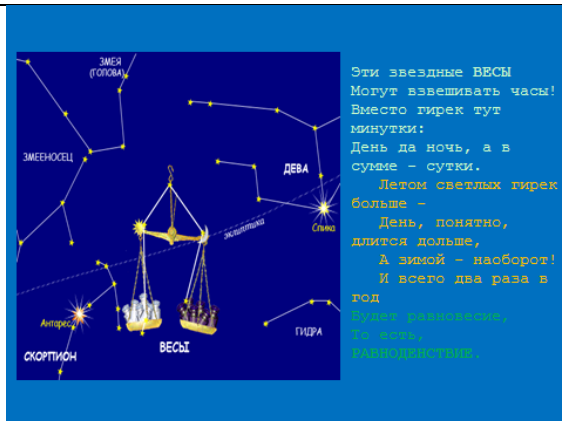 ЗМЕЯ
(ГОЛОВА)
ЗМЕЕНОСЕЦ
ДЕВА
Спика
эклиптика
Антарес
СКОРПИОН
ВЕСЫ
ГИДРА
Эти звездные ВЕСЫ
Могут взвешивать часы!
Вместо гирек тут
минутки:
День да ночь, а в
сумме – сутки.
Летом светлых гирек
больше –
День, понятно,
длится дольше,
А зимой – наоборот!
И всего два раза в
год
Будет равновесие,
То есть,
РАВНОДЕНСТВИЕ.